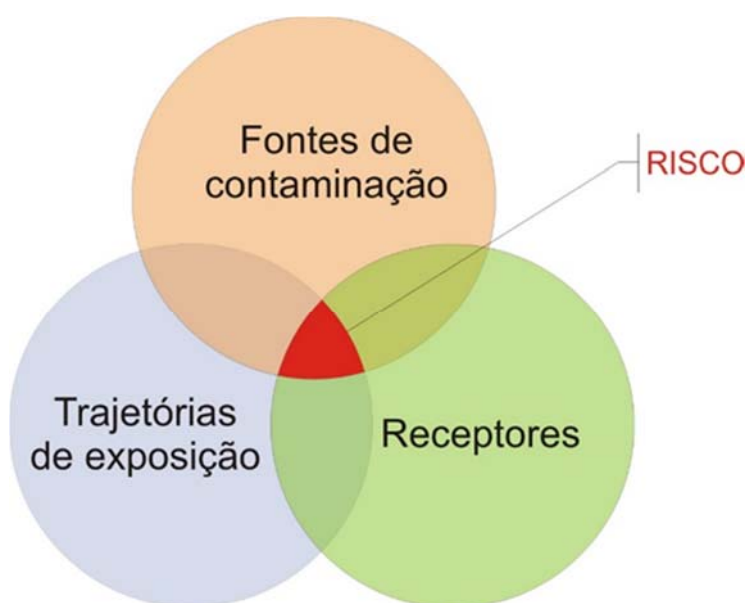 Fontes de
contaminação
RISCO
Trajetórias
de exposição
Receptores